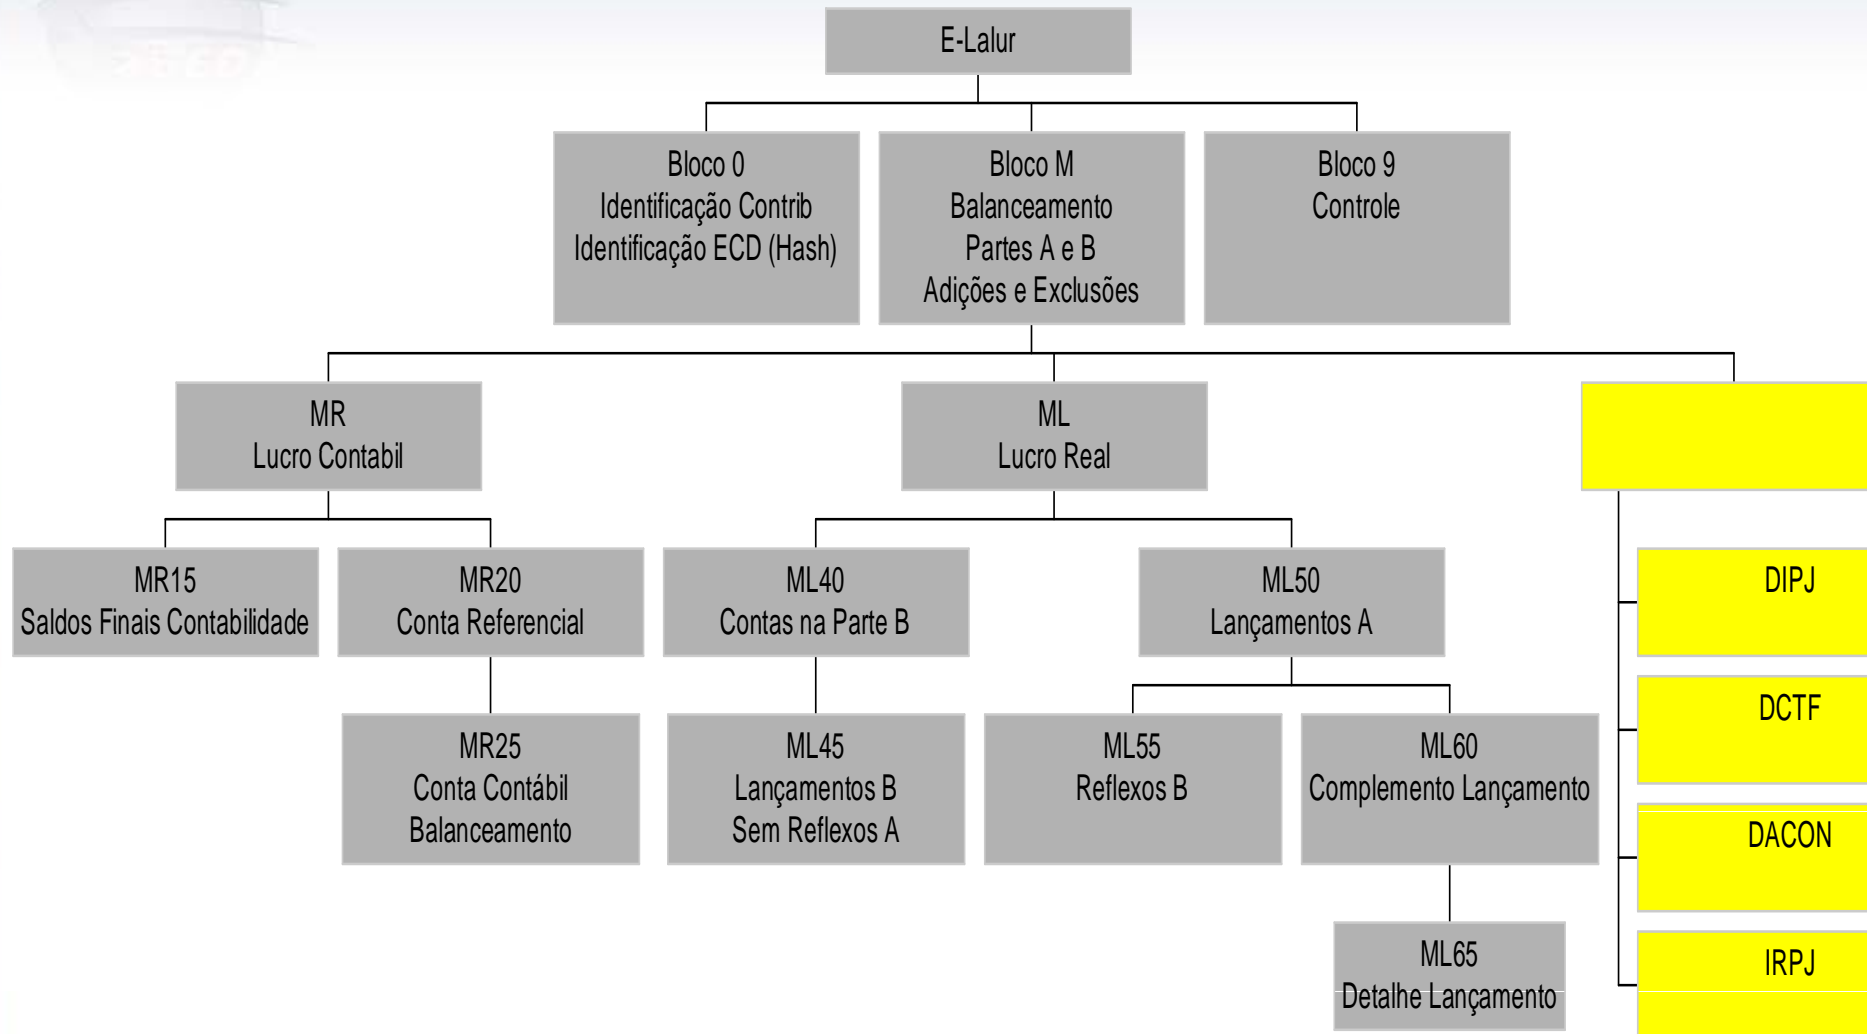 E-Lalur
Bloco 0
Identificação Contrib
Identificação ECD (Hash)
Bloco M
Balanceamento
Partes A e B
Adições e Exclusões
Bloco 9
Controle
MR
Lucro Contabil
ML
Lucro Real
MR15
Saldos Finais Contabilidade
MR20
Conta Referencial
ML40
Contas na Parte B
ML50
Lançamentos A
DIPJ
MR25
Conta Contábil
Balanceamento
ML45
Lançamentos B
Sem Reflexos A
ML55
Reflexos B
ML60
Complemento Lançamento
DCTF
DACON
ML65
Detalhe Lançamento
IRPJ